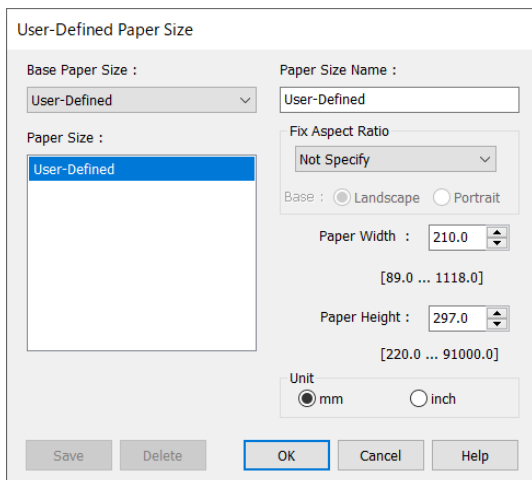 User-Defined Paper Size
Base Paper Size :
User-Defined
Paper Size :
User-Defined
Paper Size Name :
User-Defined
Fix Aspect Ratio
Not Specify
Base : Landscape Portrait
Paper Width : 210.0
[89.0 ... 1118.0]
Paper Height : 297.0
[220.0 ... 91000.0]
Unit
mm inch
Save Delete OK Cancel Help